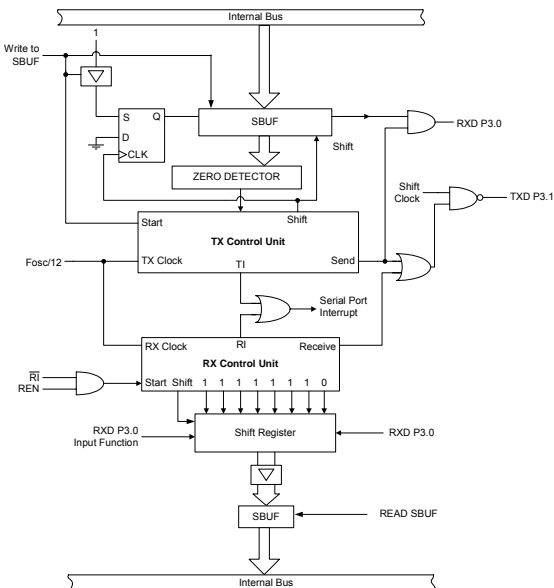 Internal Bus
1
Write to
SBUF
S Q
D
CLK
SBUF
RXD P3.0
Shift
ZERO DETECTOR
Shift
Clock
TXD P3.1
Start
Shift
TX Control Unit
Fosc/12
TX Clock
Send
TI
Serial Port
Interrupt
RX Clock
RI
Receive
RX Control Unit
RI
REN
Start Shift 1 1 1 1 1 1 1 0
RXD P3.0
Input Function
Shift Register
RXD P3.0
SBUF
READ SBUF
Internal Bus